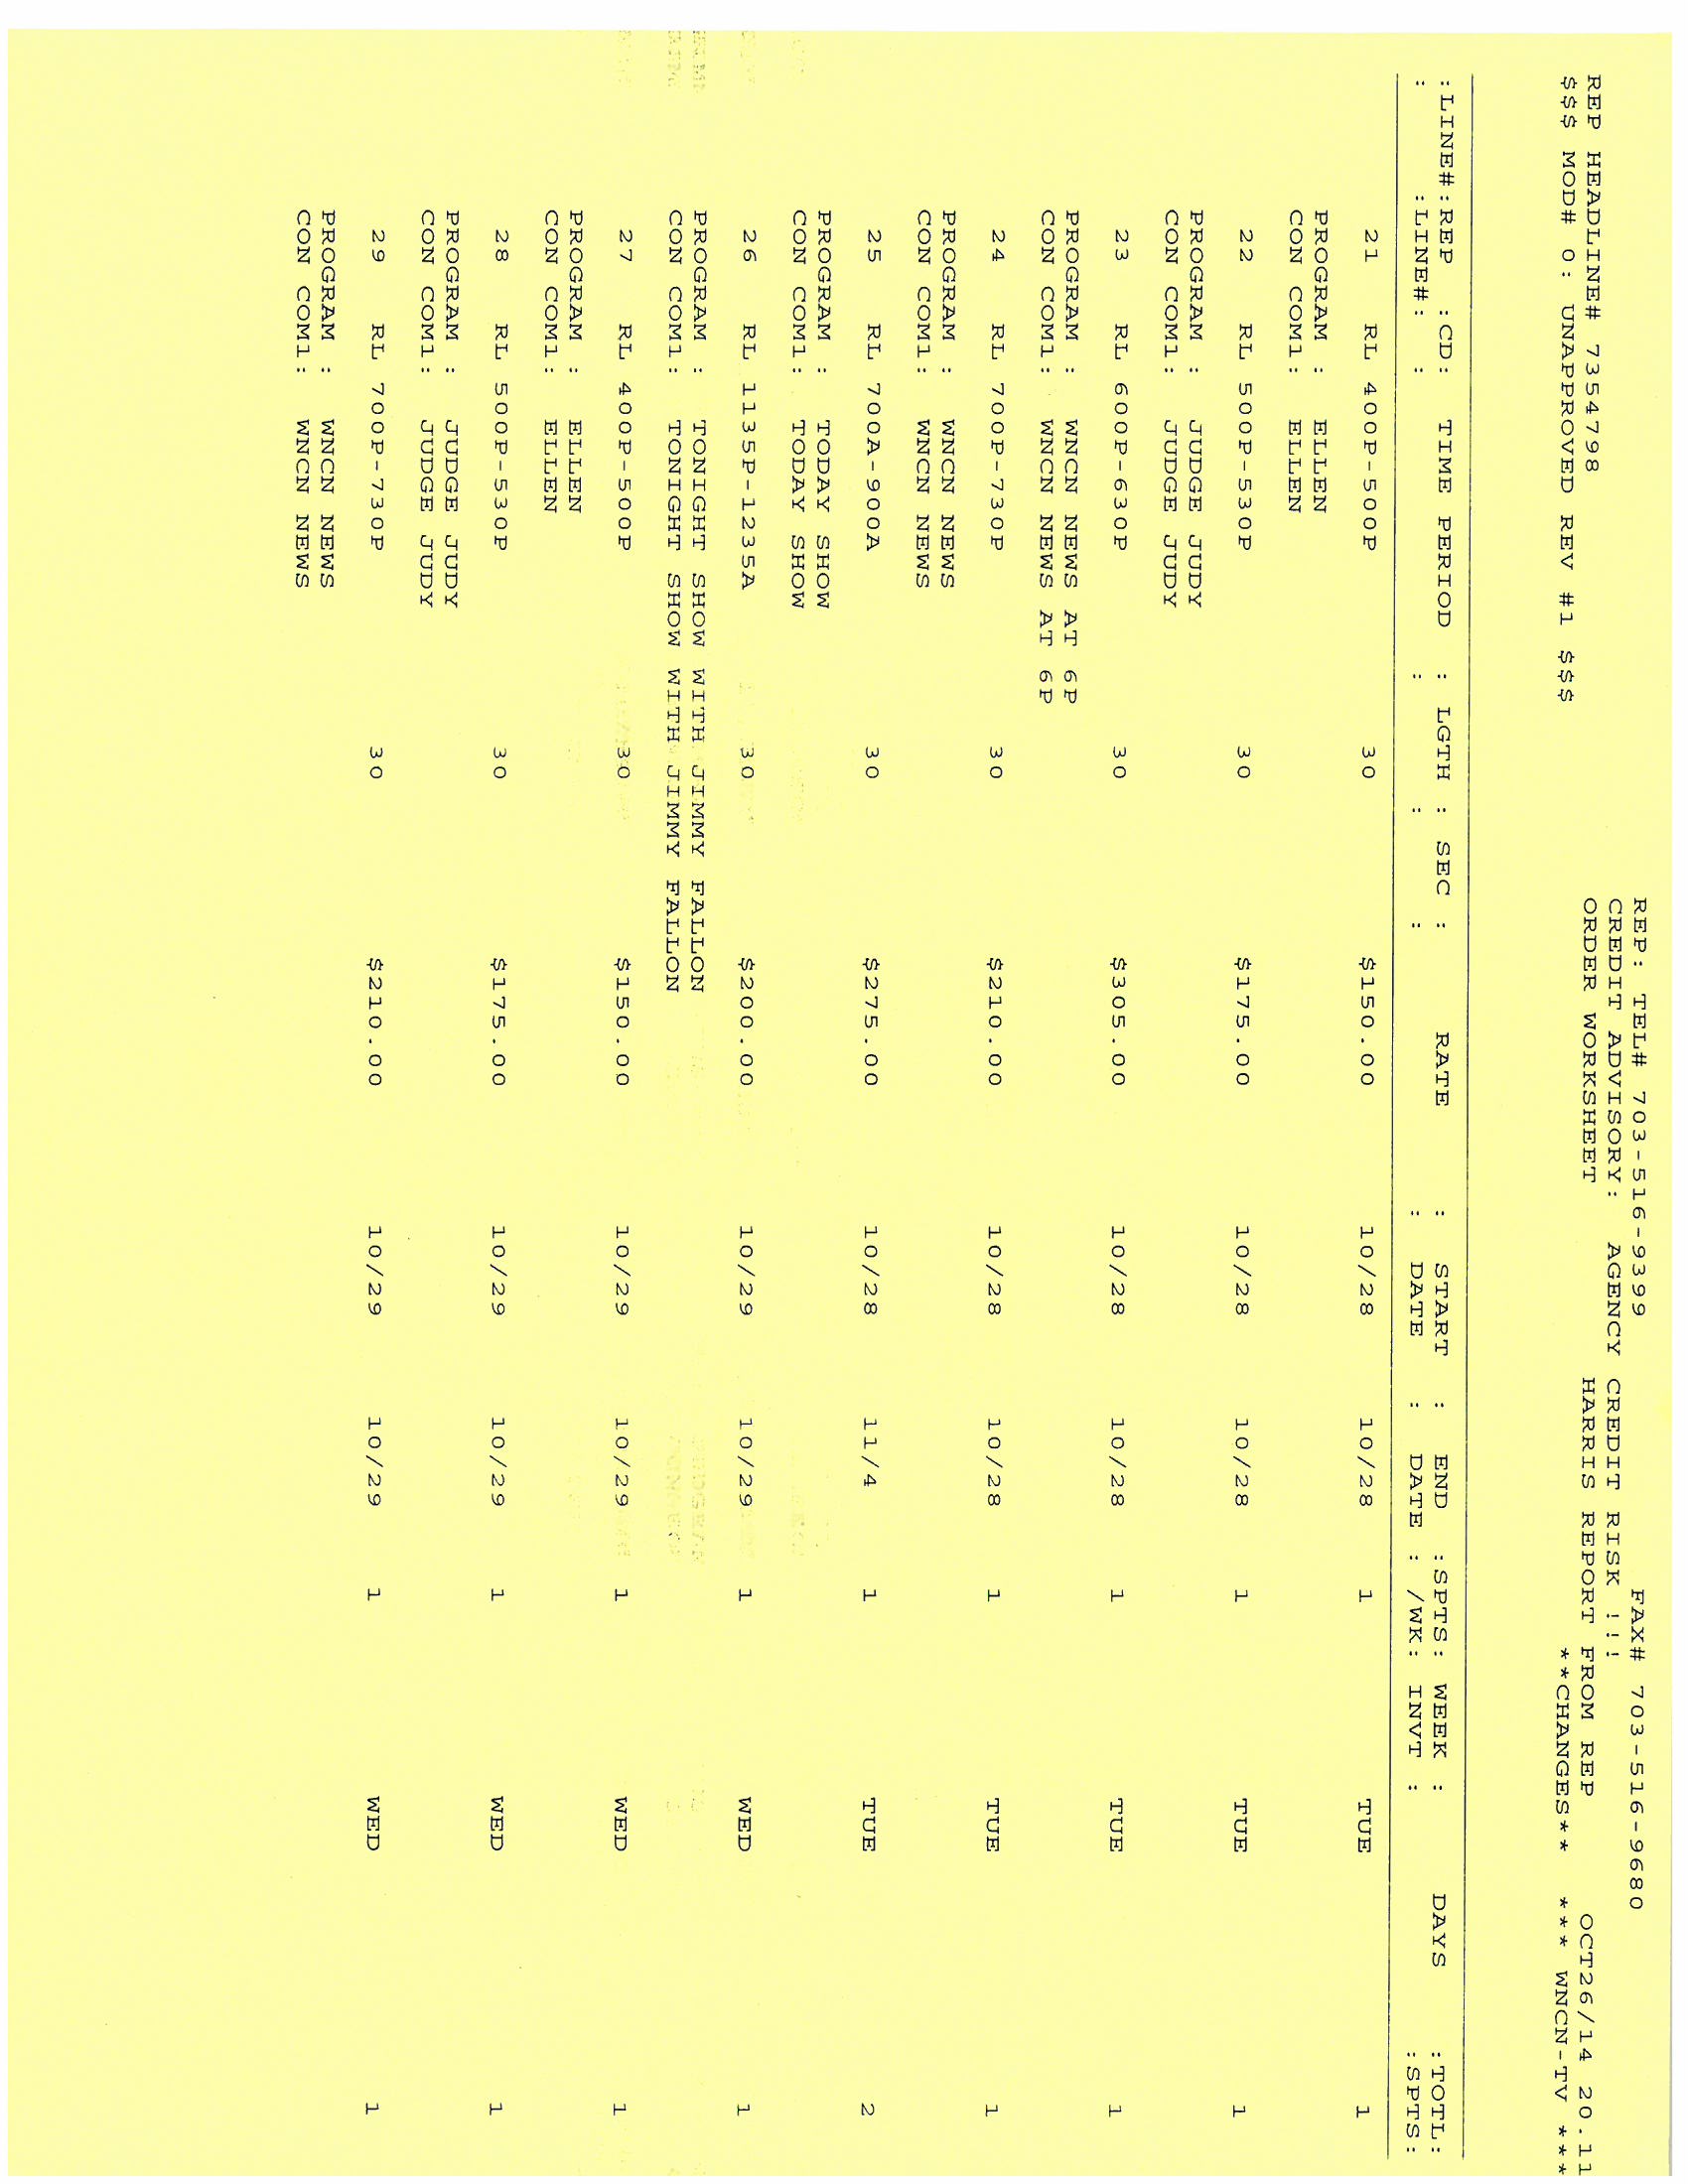 REP: TEL# 703-516-9399 FAX# 703-516-9680
CREDIT ADVISORY: AGENCY CREDIT RISK !!!
ORDER WORKSHEET HARRIS REPORT FROM REP OCT26/14 20.11
REP HEADLINE# 7354798 **CHANGES** *** WNCN-TV ***
$$$ MOD# 0: UNAPPROVED REV #1 $$$
:LINE#:REP :CD: TIME PERIOD : LGTH : SEC : RATE : START : END :SPTS: WEEK : DAYS :TOTL:
: :LINE#: : : : : DATE : DATE : /WK: INVT : :SPTS:
21 RL 400P-500P 30 $150.00 10/28 10/28 1 TUE 1
PROGRAM : ELLEN
CON COM1: ELLEN
22 RL 500P-530P 30 $175.00 10/28 10/28 1 TUE 1
PROGRAM : JUDGE JUDY
CON COM1: JUDGE JUDY
23 RL 600P-630P 30 $305.00 10/28 10/28 1 TUE 1
PROGRAM : WNCN NEWS AT 6P
CON COM1: WNCN NEWS AT 6P
24 RL 700P-730P 30 $210.00 10/28 10/28 1 TUE 1
PROGRAM : WNCN NEWS
CON COM1: WNCN NEWS
25 RL 700A-900A 30 $275.00 10/28 11/4 1 TUE 2
PROGRAM : TODAY SHOW
CON COM1: TODAY SHOW
26 RL 1135P-1235A 30 $200.00 10/29 10/29 1 WED 1
PROGRAM : TONIGHT SHOW WITH JIMMY FALLON
CON COM1: TONIGHT SHOW WITH JIMMY FALLON
27 RL 400P-500P 30 $150.00 10/29 10/29 1 WED 1
PROGRAM : ELLEN
CON COM1: ELLEN
28 RL 500P-530P 30 $175.00 10/29 10/29 1 WED 1
PROGRAM : JUDGE JUDY
CON COM1: JUDGE JUDY
29 RL 700P-730P 30 $210.00 10/29 10/29 1 WED 1
PROGRAM : WNCN NEWS
CON COM1: WNCN NEWS